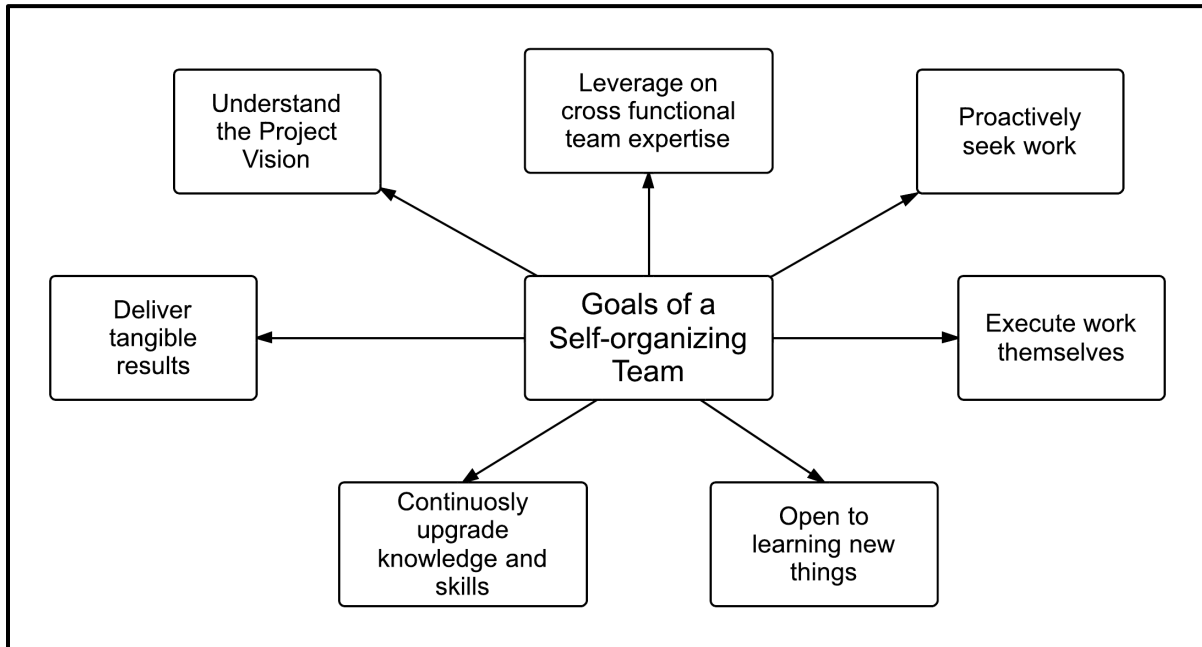 Understand
the Project
Vision
Leverage on
cross functional
team expertise
Proactively
seek work
Deliver
tangible
results
Goals of a
Self-organizing
Team
Execute work
themselves
Continuosly
upgrade
knowledge and
skills
Open to
learning new
things